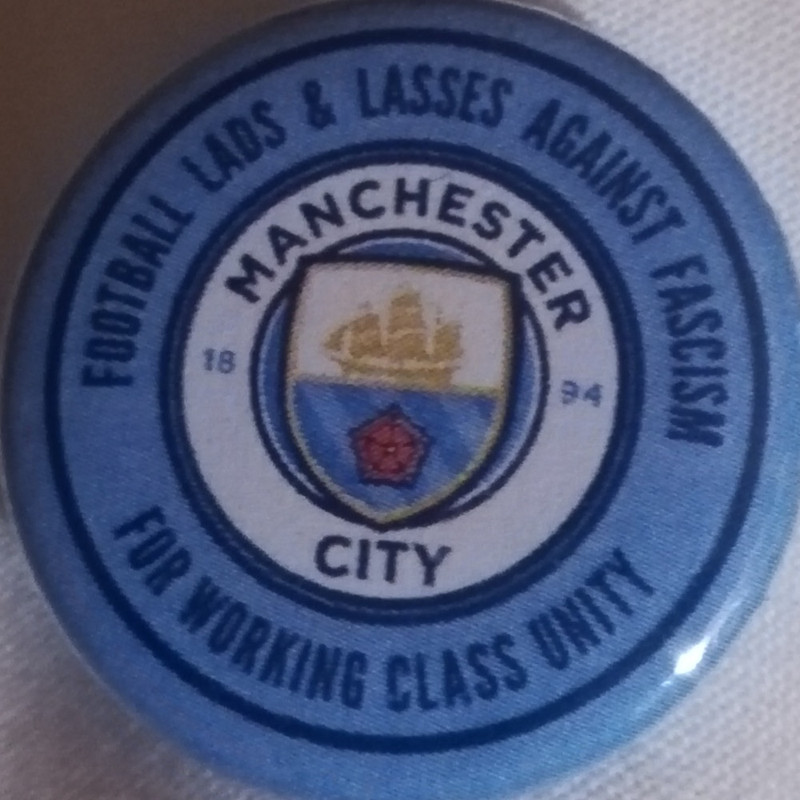 FOOTBALL LADS & LASSES AGAINST FASCISM
MANCHESTER
18 94
CITY
FOR WORKING CLASS UNITY